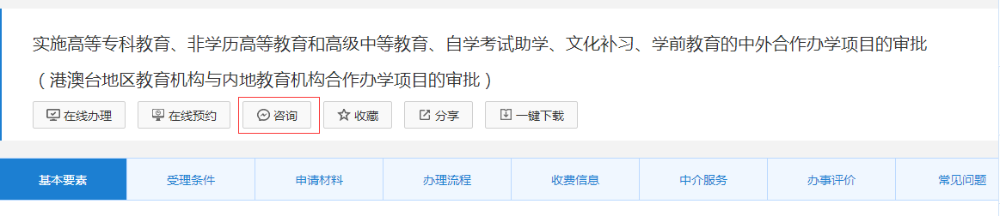 实施高等专科教育、非学历高等教育和高级中等教育、自学考试助学、文化补习、学前教育的中外合作办学项目的审批
（港澳台地区教育机构与内地教育机构合作办学项目的审批）
在线办理 在线预约 咨询 收藏 分享 一键下载
基本要素 受理条件 申请材料 办理流程 收费信息 中介服务 办事评价 常见问题